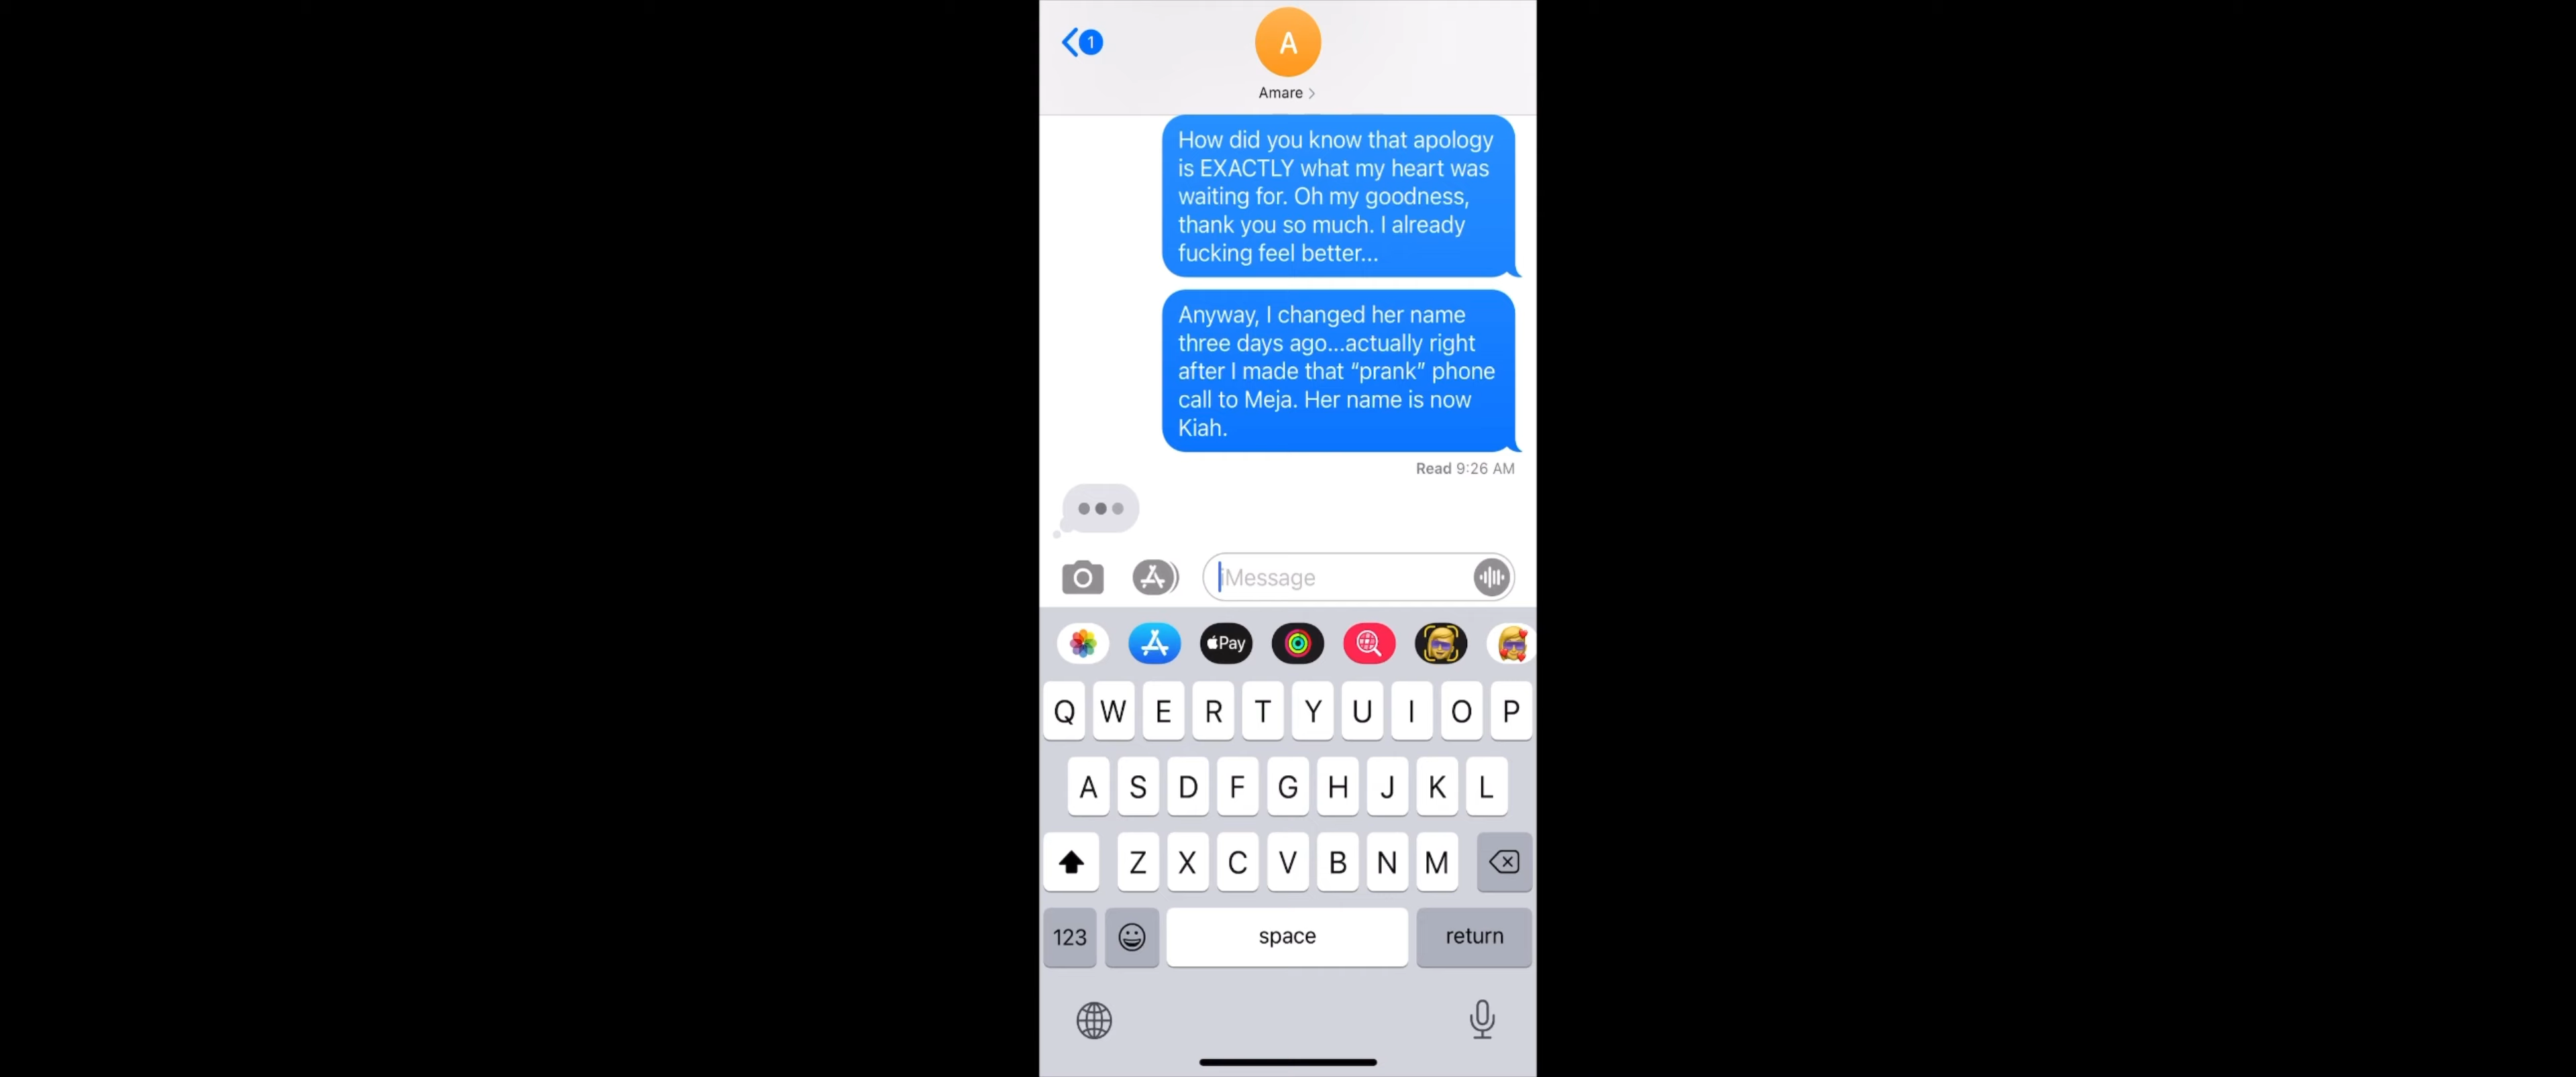 1
A
Amare
How did you know that apology
is EXACTLY what my heart was
waiting for. Oh my goodness,
thank you so much. I already
fucking feel better...
Anyway, I changed her name
three days ago...actually right
after I made that “prank” phone
call to Meja. Her name is now
Kiah.
Read 9:26 AM
iMessage
Pay
Q W E R T Y U I O P
A S D F G H J K L
Z X C V B N M
123 space return